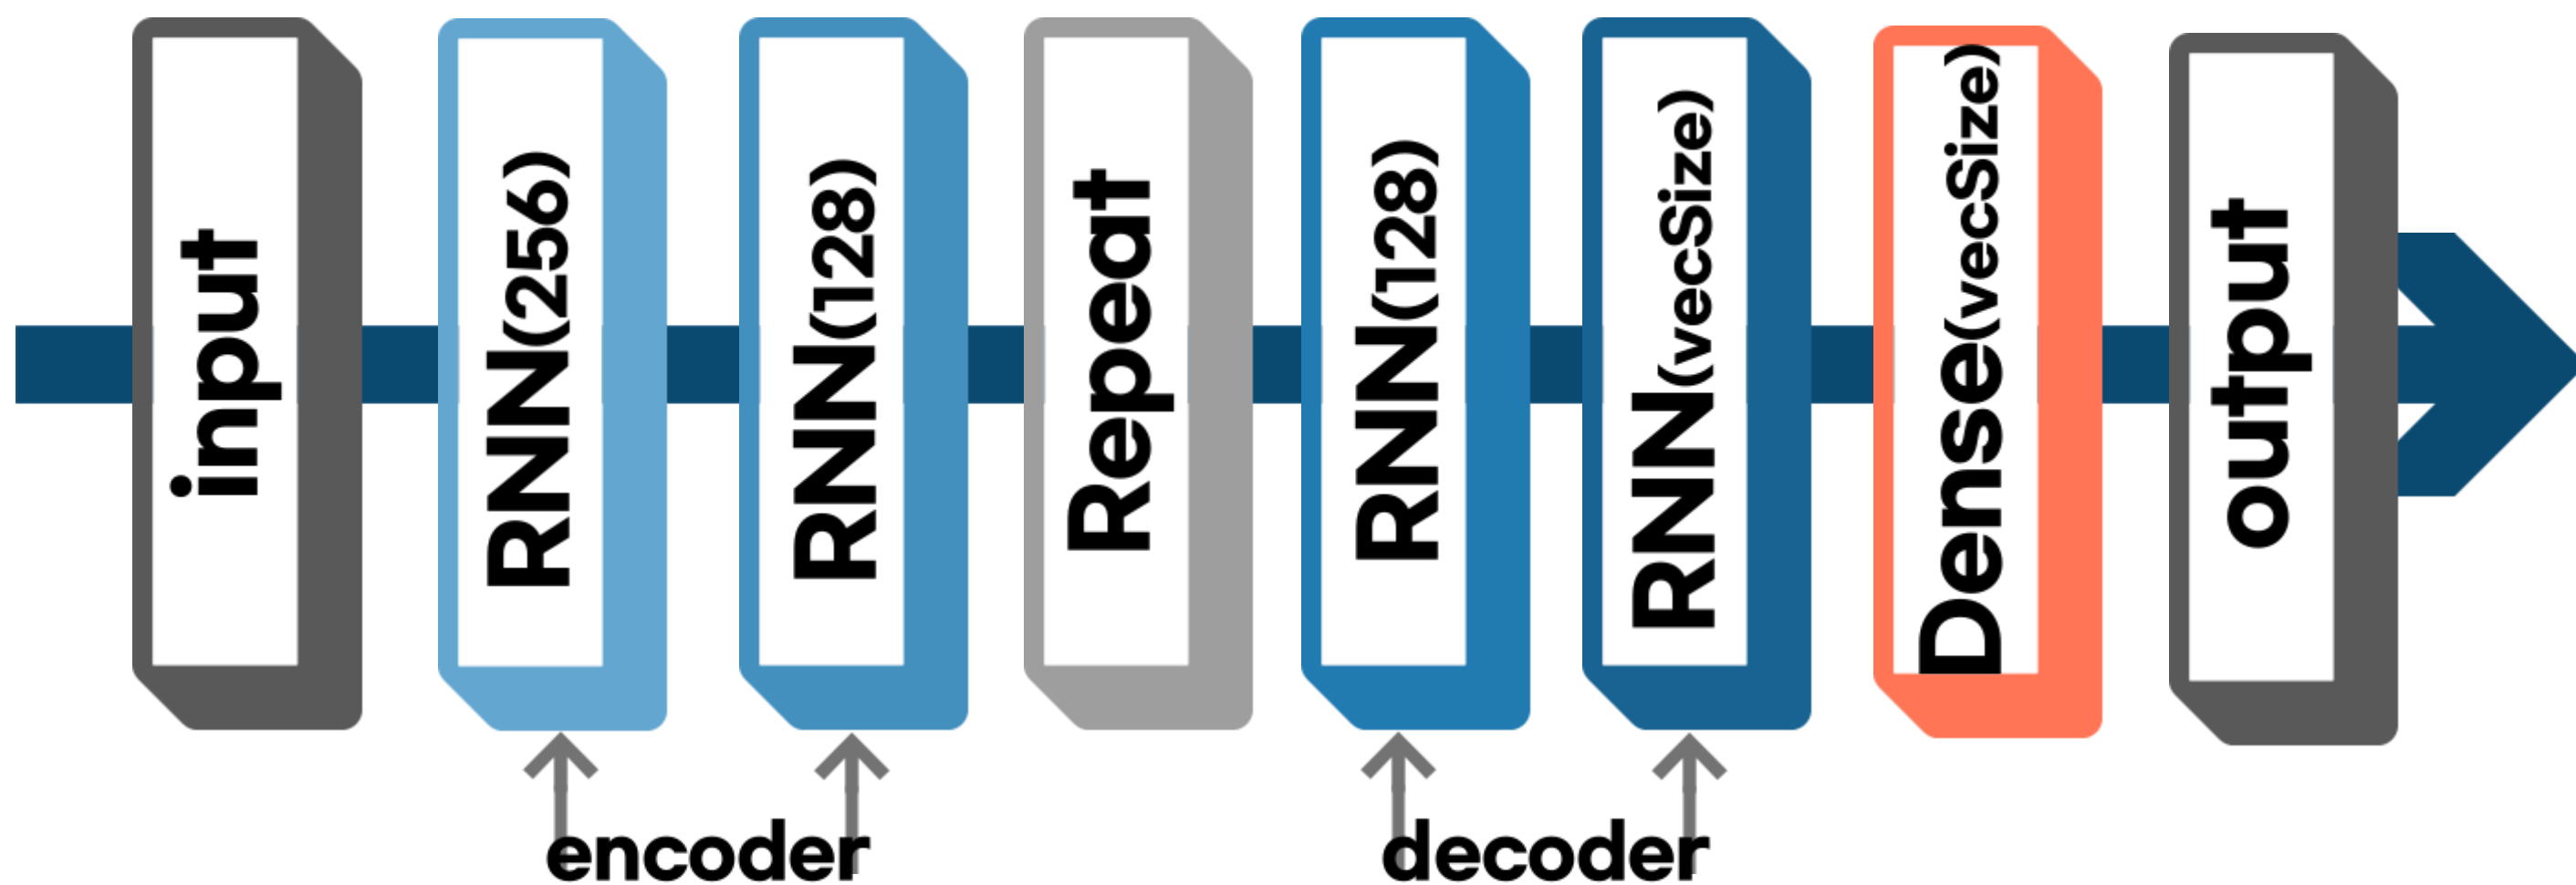 input
RNN(256)
RNN(128)
Repeat
RNN(128)
RNN(vecSize)
Dense(vecSize)
output
encoder
decoder